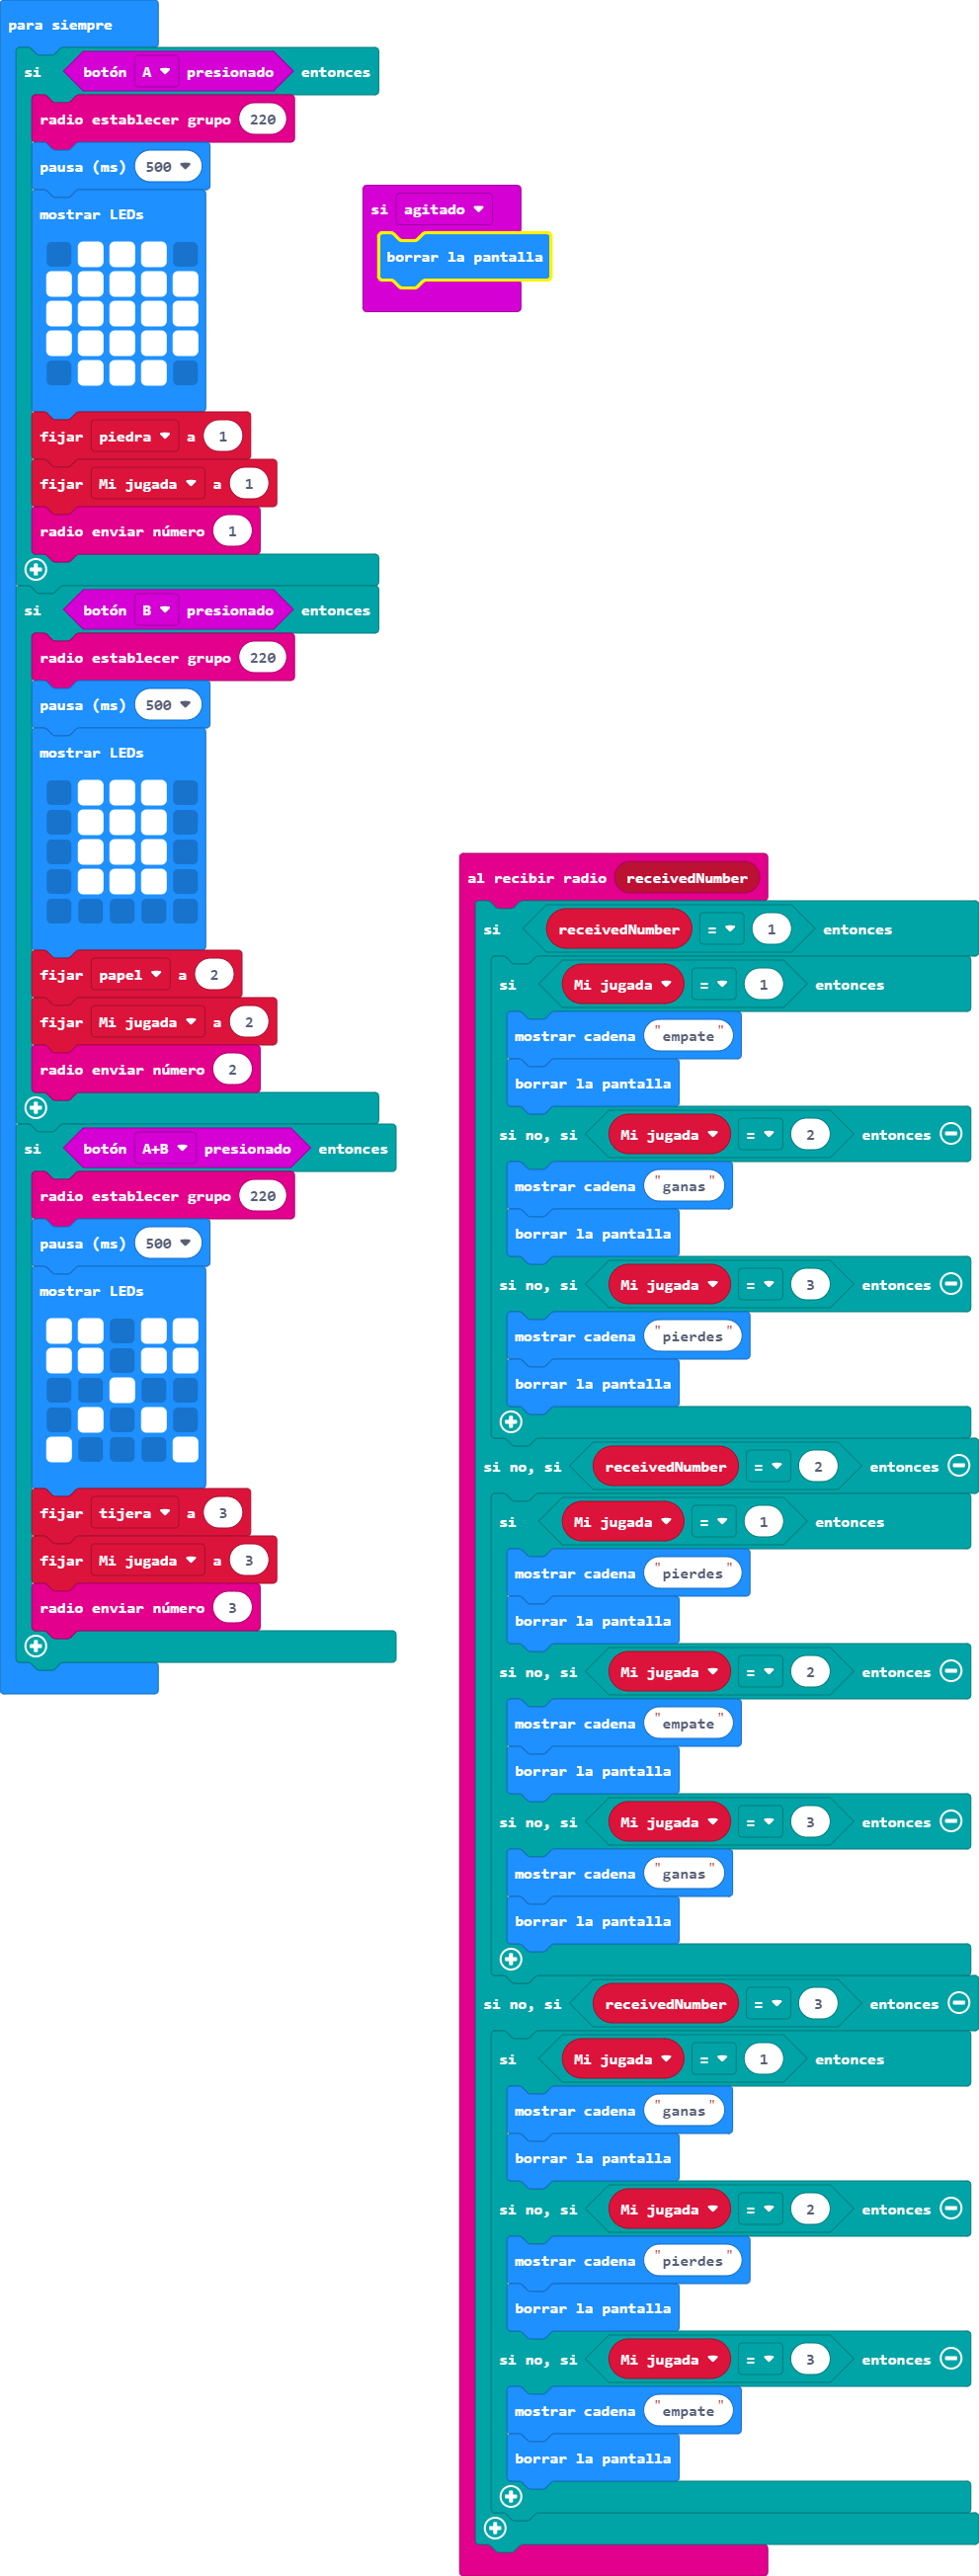 para siempre
si botón A presionado entonces
radio establecer grupo 220
pausa (ms) 500
mostrar LEDs
fijar piedra a 1
fijar Mi jugada a 1
radio enviar número 1
si botón B presionado entonces
radio establecer grupo 220
pausa (ms) 500
mostrar LEDs
fijar papel a 2
fijar Mi jugada a 2
radio enviar número 2
si botón A+B presionado entonces
radio establecer grupo 220
pausa (ms) 500
mostrar LEDs
fijar tijera a 3
fijar Mi jugada a 3
radio enviar número 3
si agitado
borrar la pantalla
al recibir radio receivedNumber
si receivedNumber = 1 entonces
si Mi jugada = 1 entonces
mostrar cadena "empate"
borrar la pantalla
si no, si Mi jugada = 2 entonces
mostrar cadena "ganas"
borrar la pantalla
si no, si Mi jugada = 3 entonces
mostrar cadena "pierdes"
borrar la pantalla
si no, si receivedNumber = 2 entonces
si Mi jugada = 1 entonces
mostrar cadena "pierdes"
borrar la pantalla
si no, si Mi jugada = 2 entonces
mostrar cadena "empate"
borrar la pantalla
si no, si Mi jugada = 3 entonces
mostrar cadena "ganas"
borrar la pantalla
si no, si receivedNumber = 3 entonces
si Mi jugada = 1 entonces
mostrar cadena "ganas"
borrar la pantalla
si no, si Mi jugada = 2 entonces
mostrar cadena "pierdes"
borrar la pantalla
si no, si Mi jugada = 3 entonces
mostrar cadena "empate"
borrar la pantalla